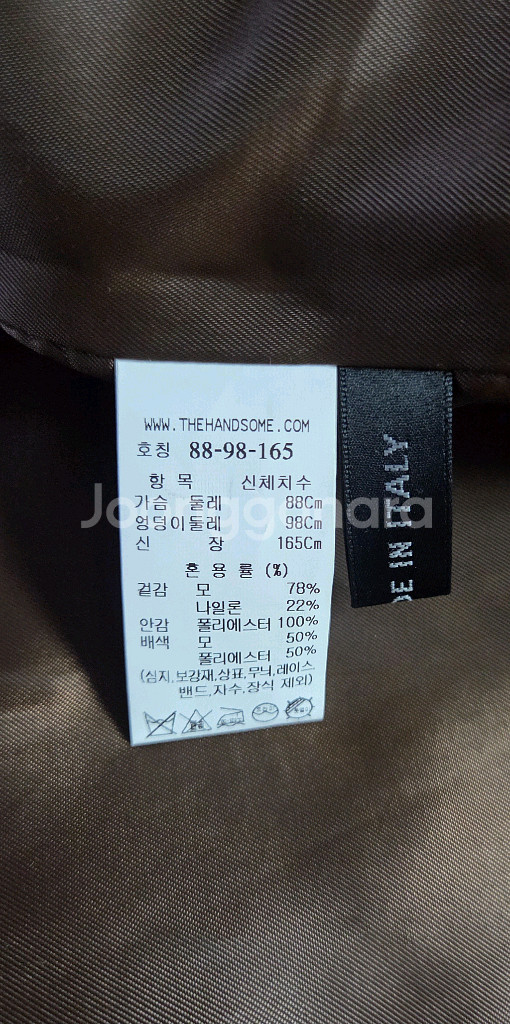 WWW.THEHANDSOME.COM
호칭 88-98-165
항 목 신체치수
가슴 둘레 88Cm
엉덩이둘레 98Cm
신 장 165Cm
혼 용 률 (%)
겉감 모 78%
나일론 22%
안감 폴리에스터 100%
배색 모 50%
폴리에스터 50%
(심지,보강재,상표,무늬,레이스
밴드,자수,장식 제외)
DE IN ITALY
Joonggonara